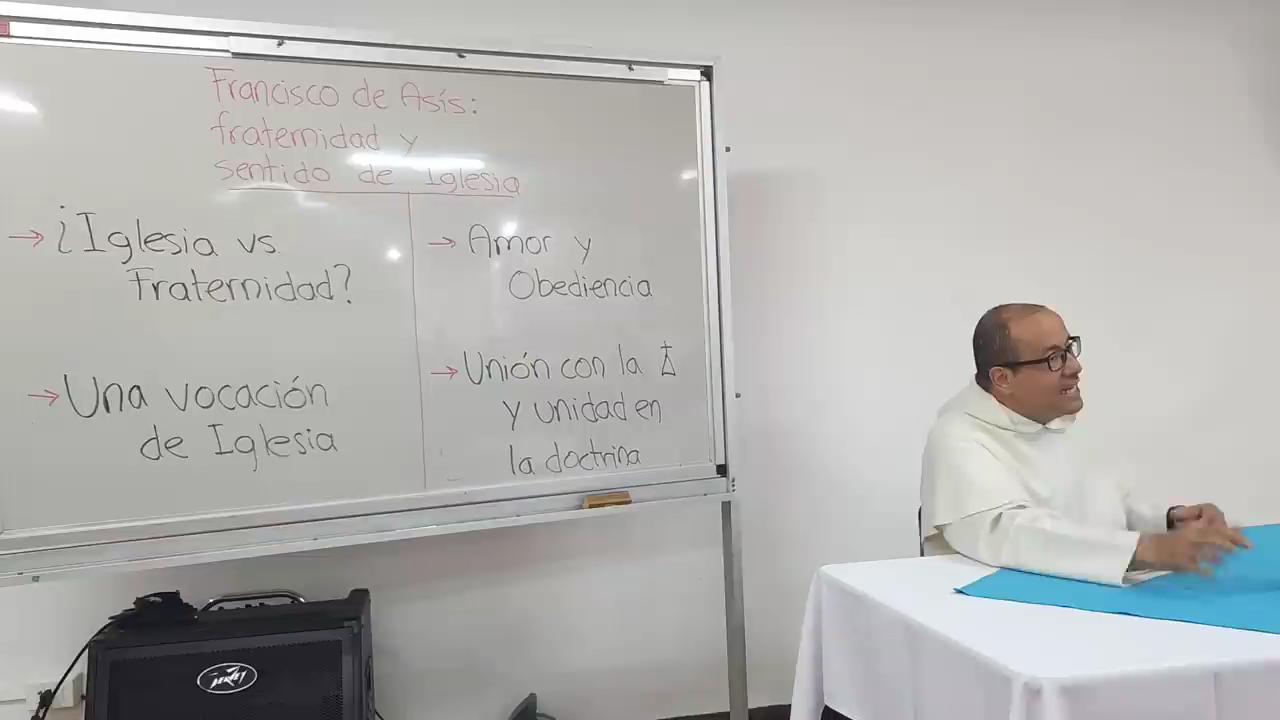 Francisco de Asís:
fraternidad y
sentido de Iglesia
→ ¿Iglesia vs.
Fraternidad?
→ Una vocación
de Iglesia
→ Amor y
Obediencia
→ Unión con la
y unidad en
la doctrina
PEAVEY